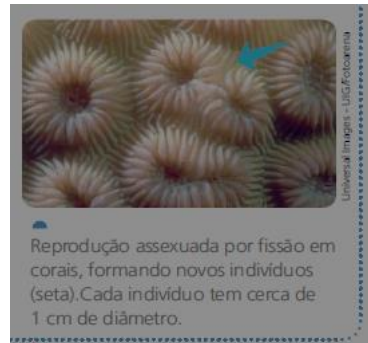 Universal Images - UIG/Fotoarena
Reprodução assexuada por fissão em
corais, formando novos indivíduos
(seta).Cada indivíduo tem cerca de
1 cm de diâmetro.